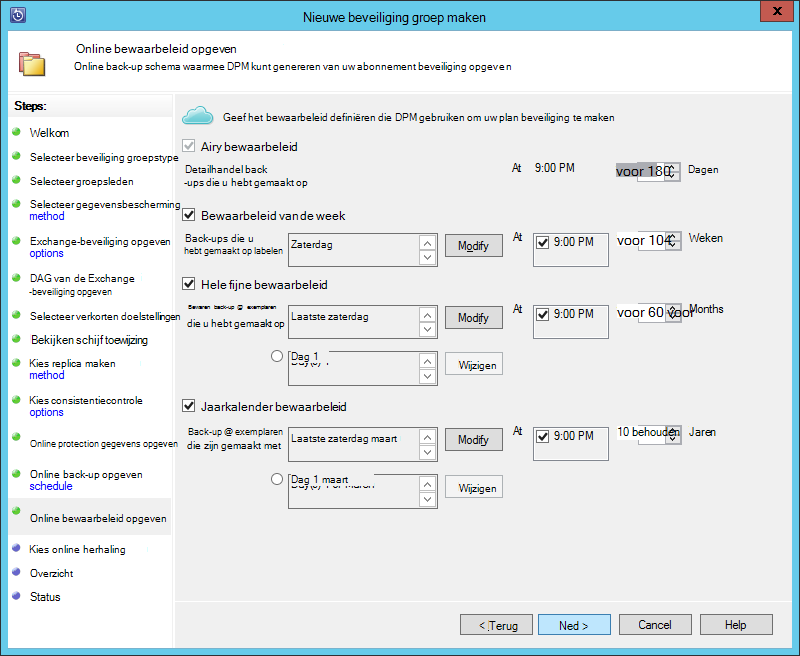 Nieuwe beveiliging groep maken
x
Online bewaarbeleid opgeven
Online back-up schema waarmee DPM kunt genereren van uw abonnement beveiliging opgeven
Steps:
Welkom
Selecteer beveiliging groepstype
Selecteer groepsleden
Selecteer gegevensbescherming
method
Exchange-beveiliging opgeven
options
DAG van de Exchange
-beveiliging opgeven
Selecteer verkorten doelstellingen
Bekijken schijf toewijzing
Kies replica maken
method
Kies consistentiecontrole
options
Online protection gegevens opgeven
Online back-up opgeven
schedule
Online bewaarbeleid opgeven
Kies online herhaling
Overzicht
Status
Geef het bewaarbeleid definiëren die DPM gebruiken om uw plan beveiliging te maken
Airy bewaarbeleid
Detailhandel back
-ups die u hebt gemaakt op
At 9:00 PM voor 180 Dagen
Bewaarbeleid van de week
Back-ups die u
hebt gemaakt op labelen
Zaterdag Modify At 9:00 PM voor 104 Weken
Hele fijne bewaarbeleid
Bewaren back-up @ exemplaren
die u hebt gemaakt op
Laatste zaterdag Modify At 9:00 PM voor 60 voor Months
Dag 1 Wijzigen
Jaarkalender bewaarbeleid
Back-up @ exemplaren
die zijn gemaakt met
Laatste zaterdag maart Modify At 9:00 PM 10 behouden Jaren
Dag 1 maart Wijzigen
< Terug Ned > Cancel Help